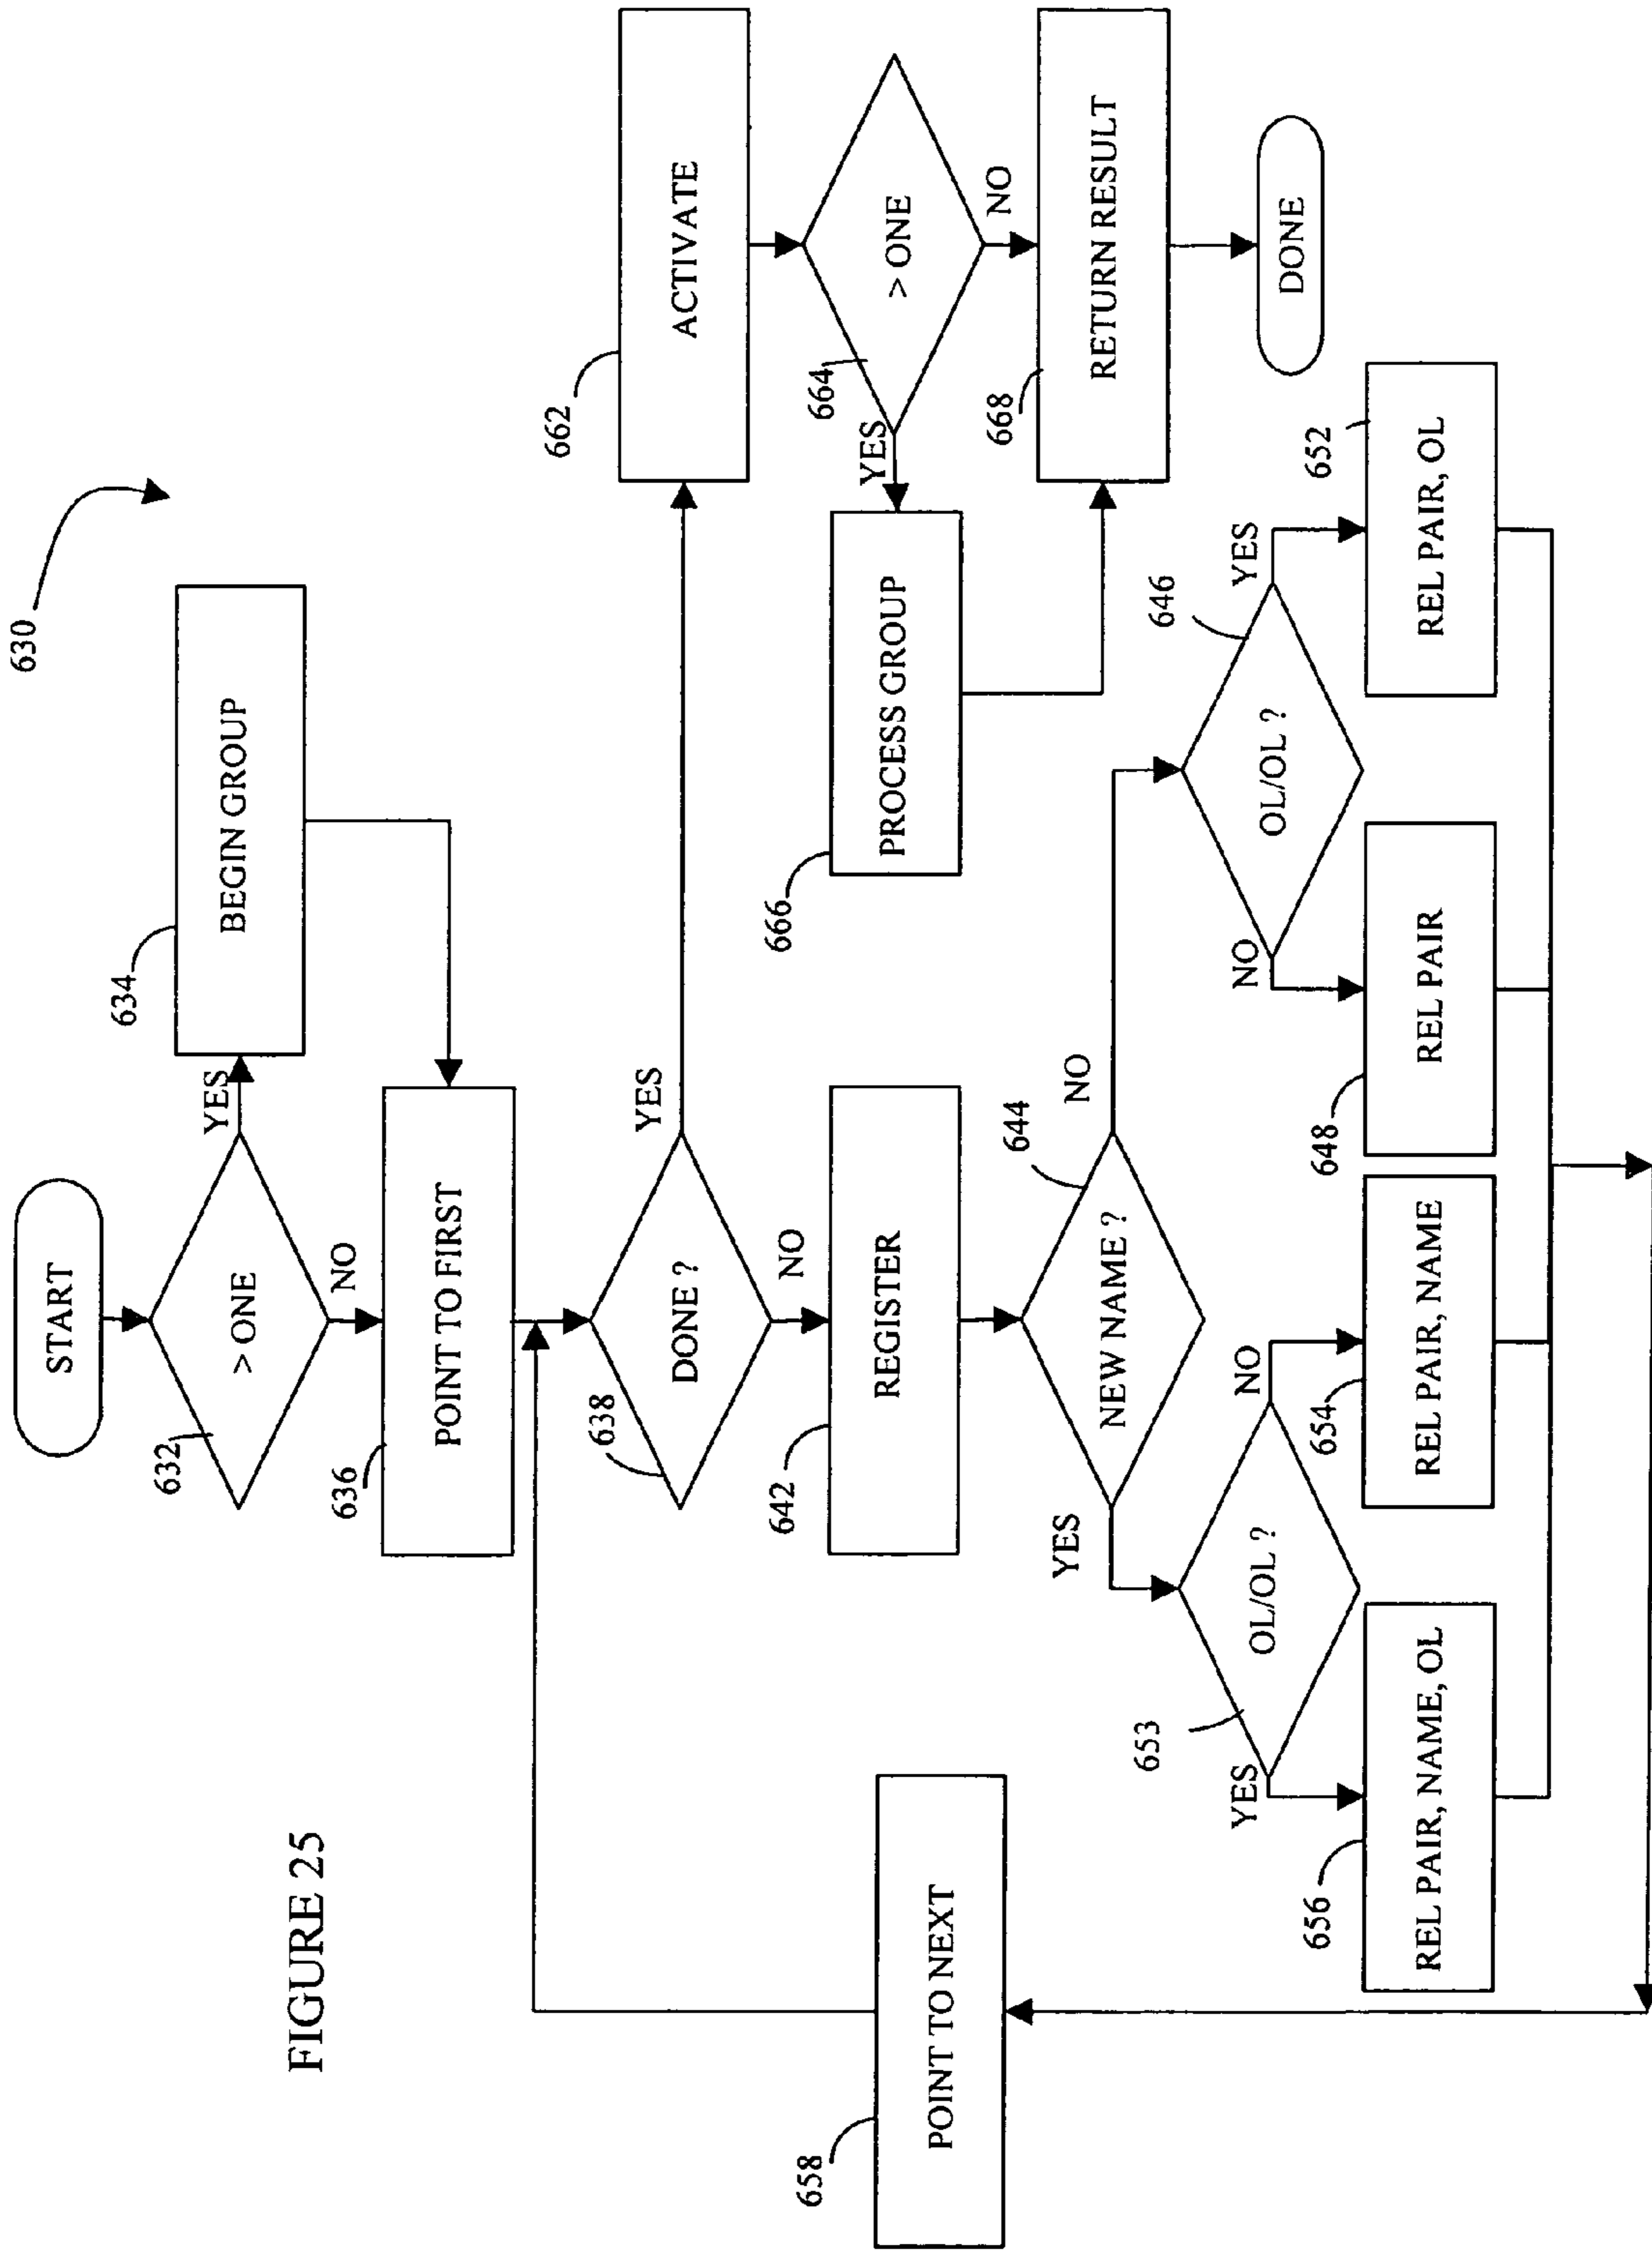 FIGURE 25
630
START
632
> ONE
YES
NO
634
BEGIN GROUP
636
POINT TO FIRST
638
DONE ?
YES
NO
642
REGISTER
644
NEW NAME ?
YES
NO
653
OL/OL ?
YES
NO
646
OL/OL ?
NO
YES
656
REL PAIR, NAME, OL
654
REL PAIR, NAME
648
REL PAIR
652
REL PAIR, OL
658
POINT TO NEXT
662
ACTIVATE
664
> ONE
YES
NO
666
PROCESS GROUP
668
RETURN RESULT
DONE